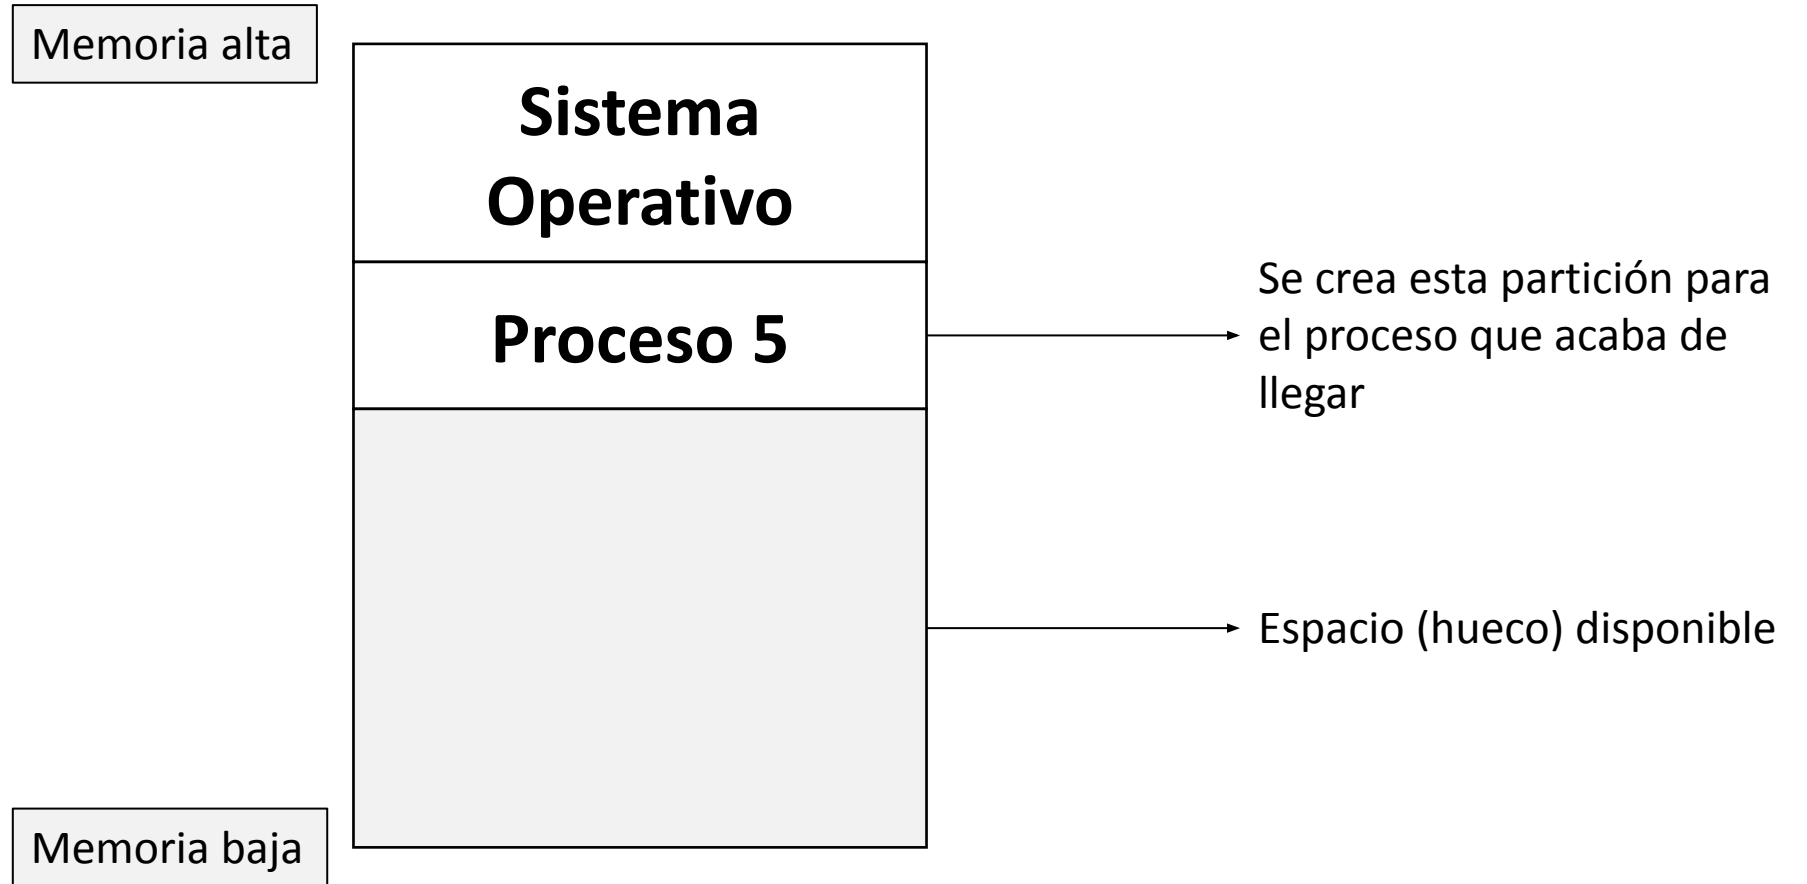 Memoria alta
Sistema
Operativo
Proceso 5
Se crea esta partición para
el proceso que acaba de
llegar
Espacio (hueco) disponible
Memoria baja